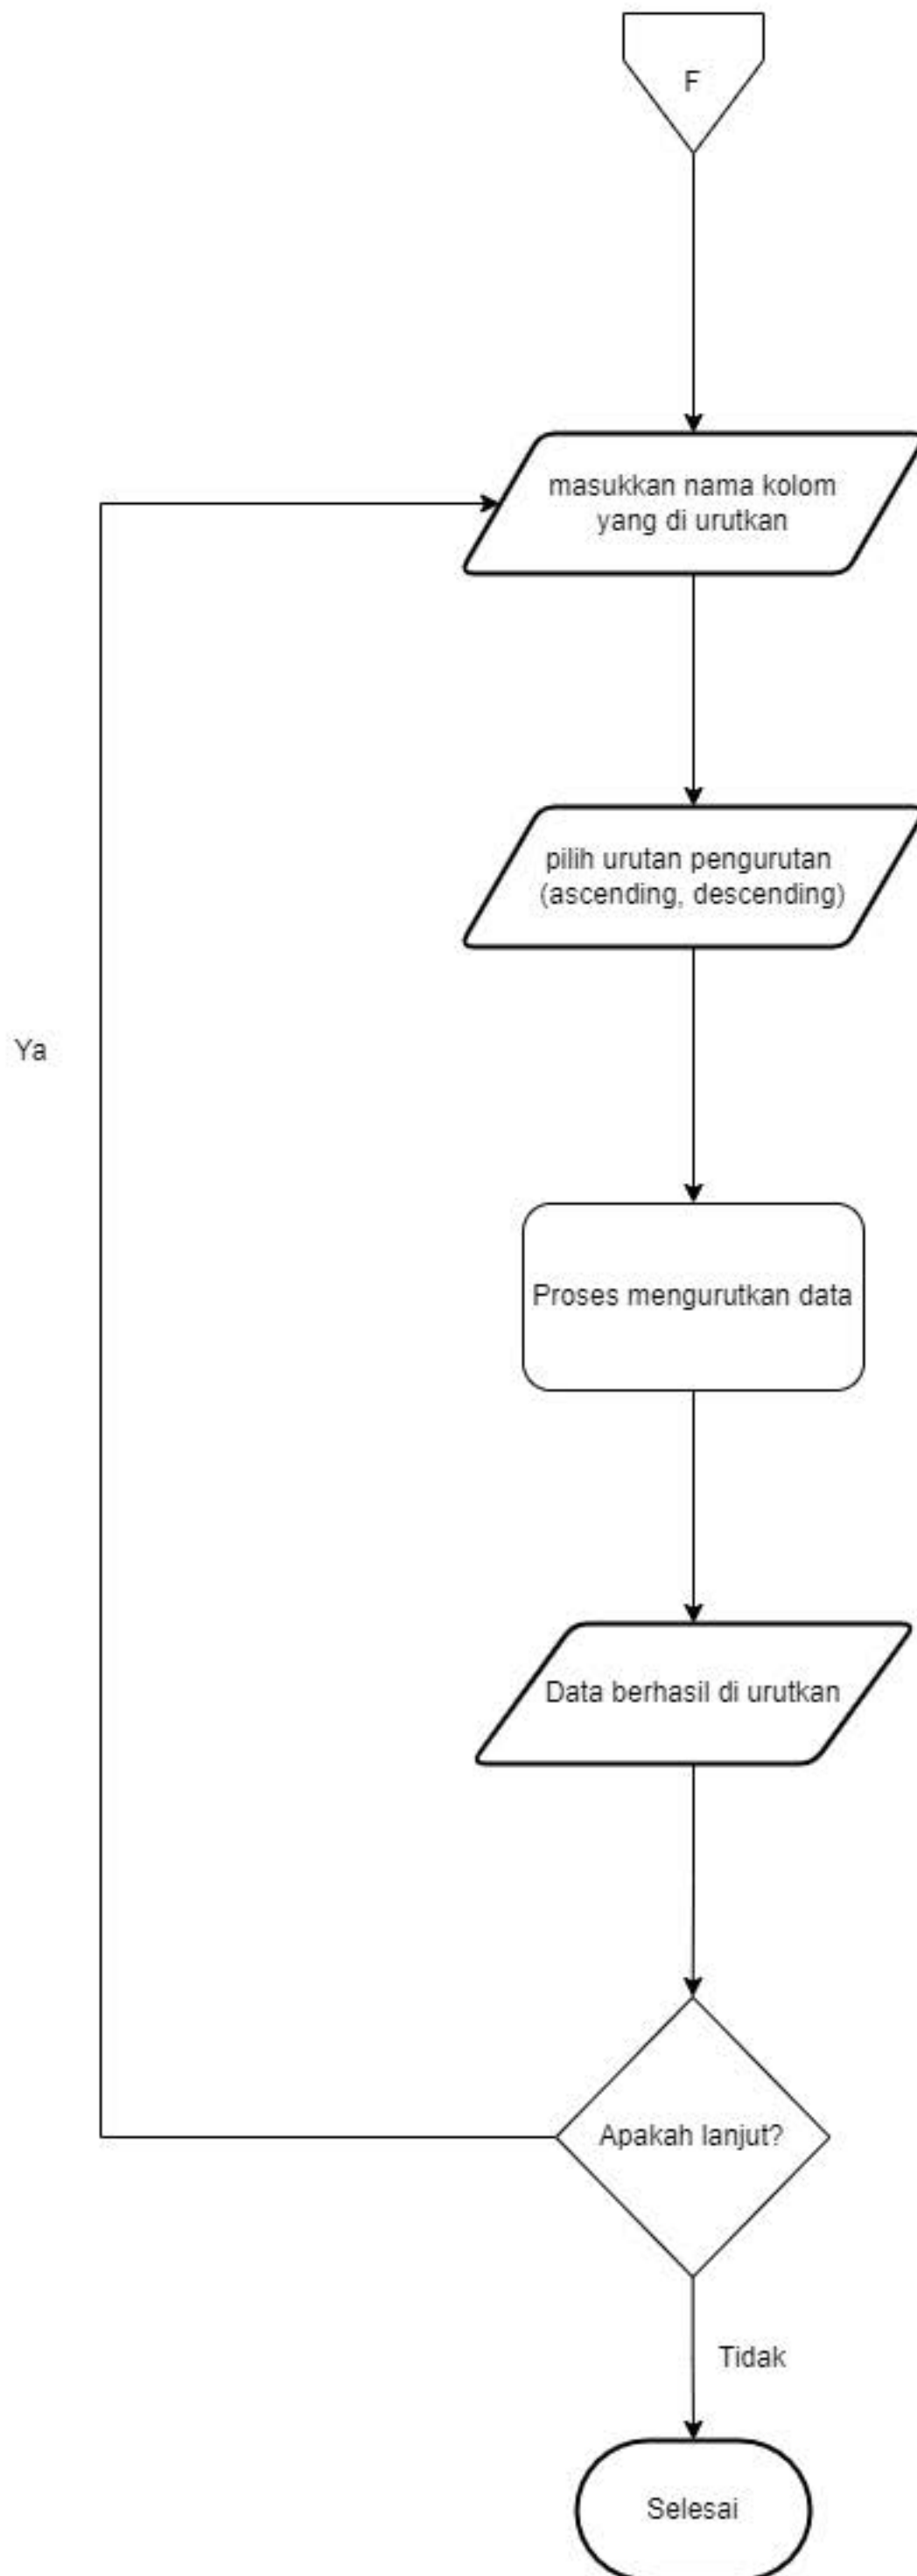 F
masukkan nama kolom
yang di urutkan
pilih urutan pengurutan
(ascending, descending)
Ya
Proses mengurutkan data
Data berhasil di urutkan
Apakah lanjut?
Tidak
Selesai